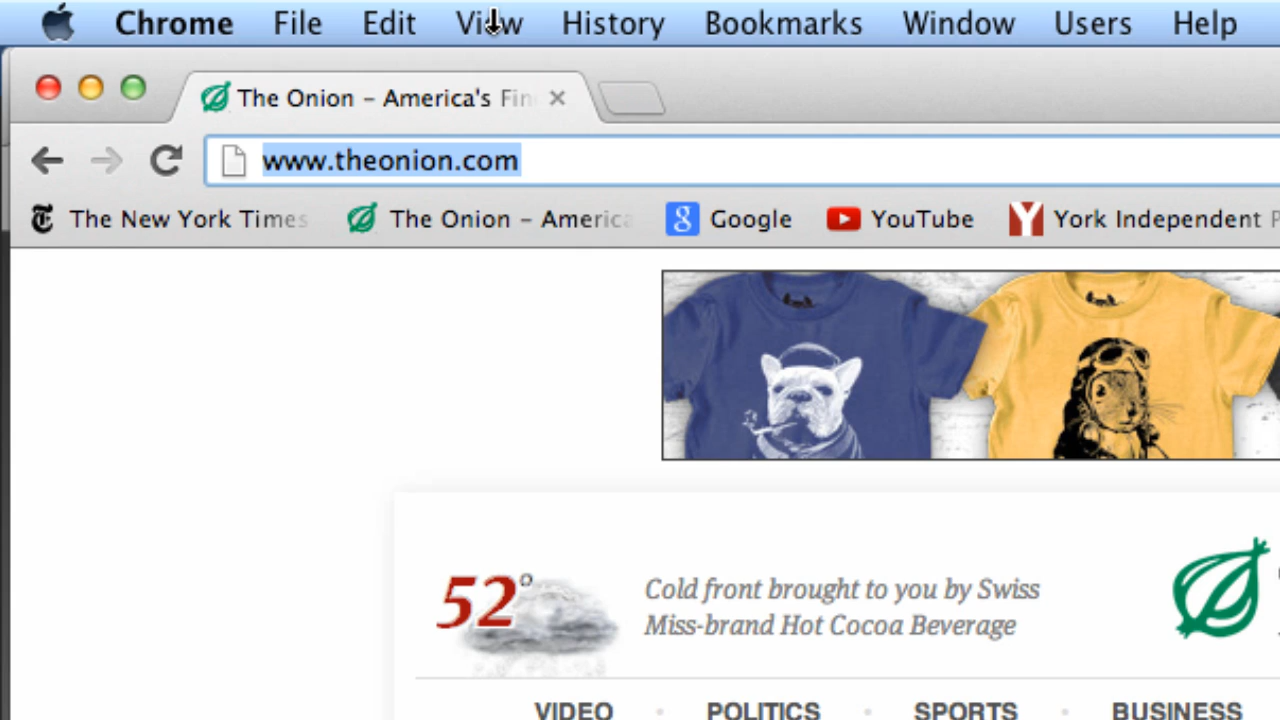 Chrome File Edit View History Bookmarks Window Users Help
The Onion – America's Fin
www.theonion.com
The New York Times The Onion – America Google YouTube York Independent
52°
Cold front brought to you by Swiss
Miss-brand Hot Cocoa Beverage
VIDEO • POLITICS • SPORTS • BUSINESS